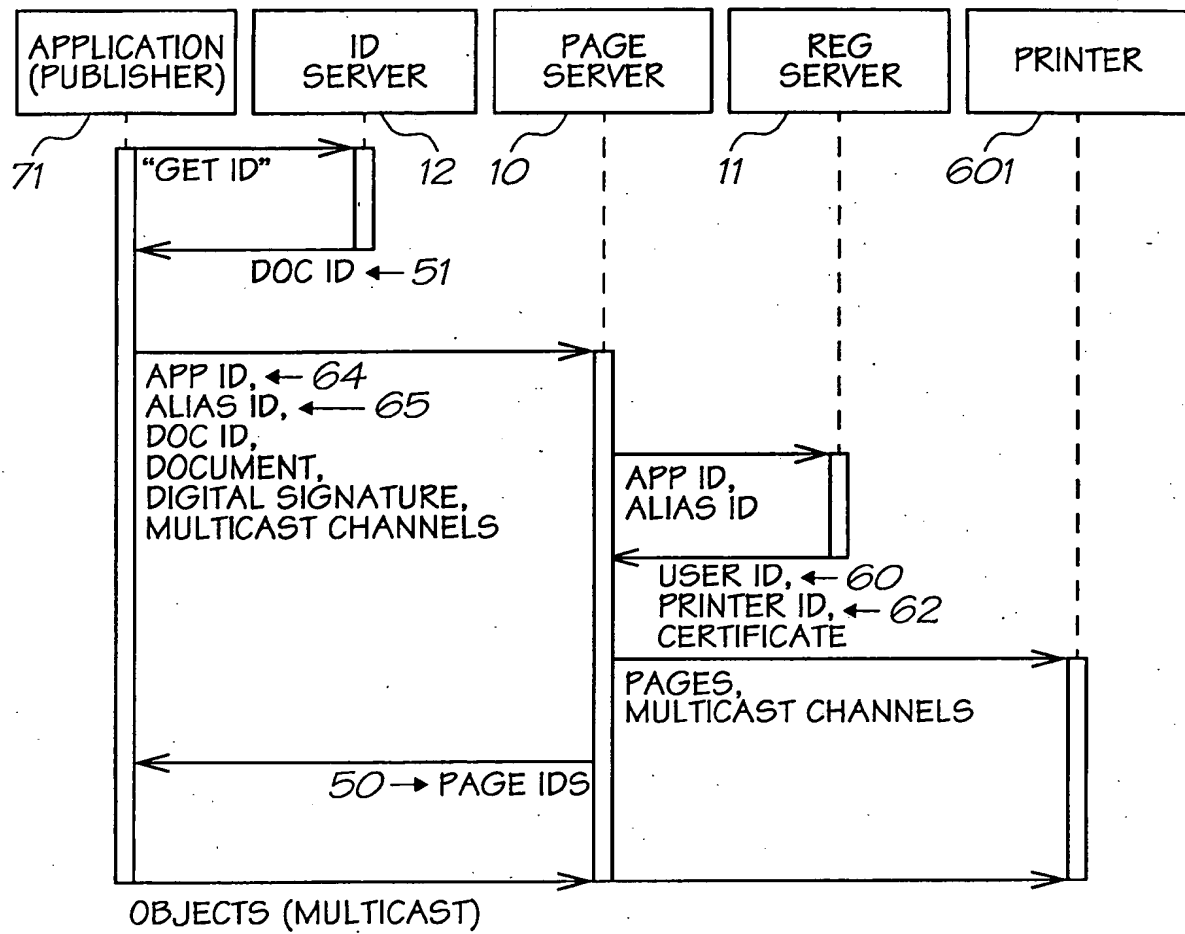 APPLICATION
(PUBLISHER)
ID
SERVER
PAGE
SERVER
REG
SERVER
PRINTER
71
12
10
11
601
"GET ID"
DOC ID ← 51
APP ID, ← 64
ALIAS ID, ← 65
DOC ID,
DOCUMENT,
DIGITAL SIGNATURE,
MULTICAST CHANNELS
APP ID,
ALIAS ID
USER ID, ← 60
PRINTER ID, ← 62
CERTIFICATE
PAGES,
MULTICAST CHANNELS
50 → PAGE IDS
OBJECTS (MULTICAST)